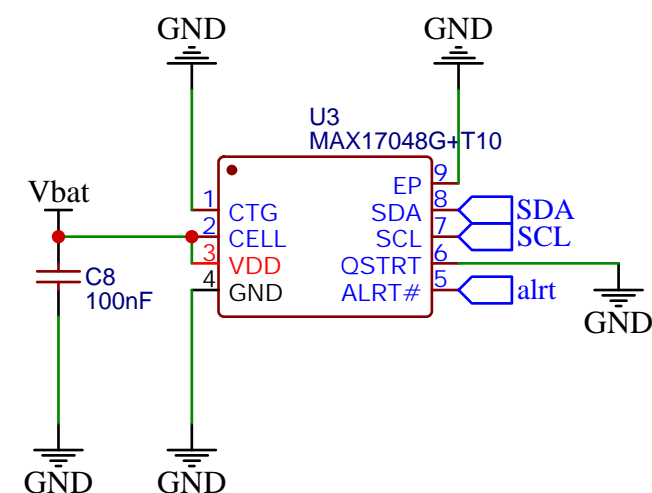 GND
GND
U3
MAX17048G+T10
Vbat
1
CTG
2
CELL
3
VDD
4
GND
EP
9
SDA
8
SDA
SCL
7
SCL
QSTRT
6
ALRT#
5
alrt
C8
100nF
GND
GND
GND